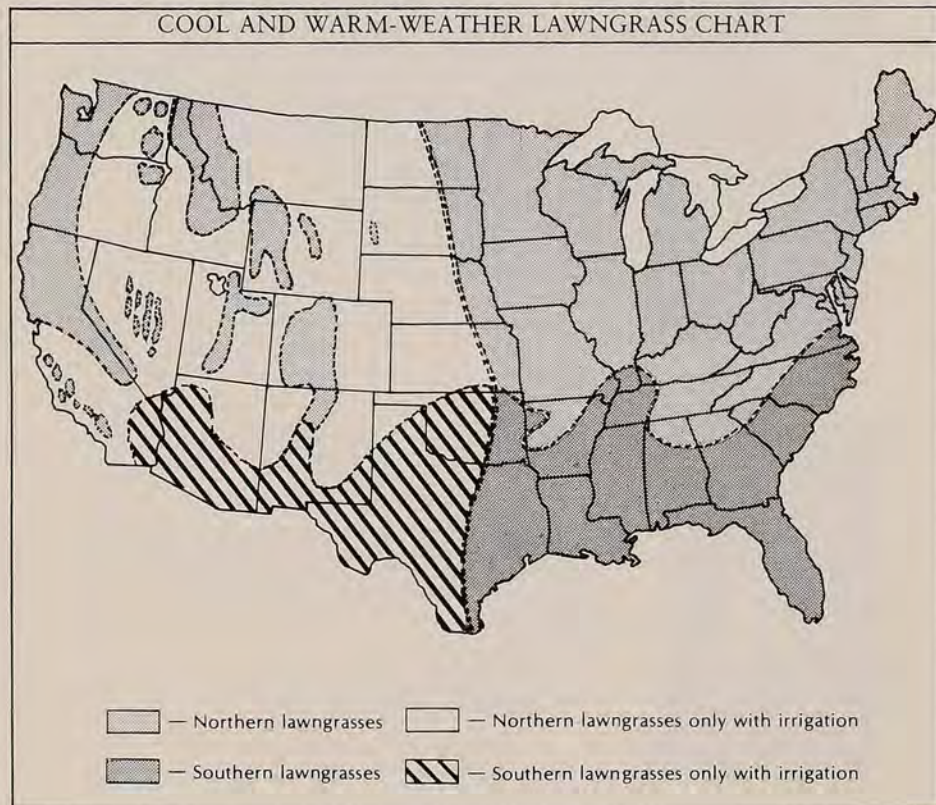 COOL AND WARM-WEATHER LAWNGRASS CHART
— Northern lawngrasses
— Northern lawngrasses only with irrigation
— Southern lawngrasses
— Southern lawngrasses only with irrigation